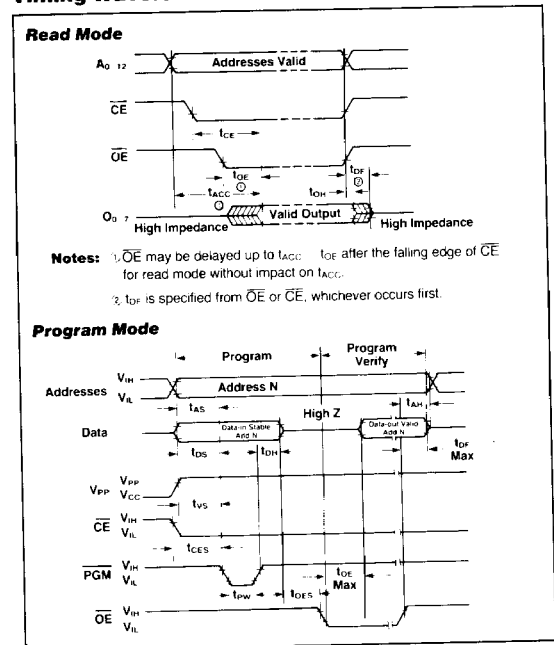 Read Mode
A0 12 Addresses Valid
CE
tCE
OE
tOE tDF
① ②
tACC tOH
①
O0 7 Valid Output
High Impedance High Impedance
Notes: 1. OE may be delayed up to tACC tOE after the falling edge of CE
for read mode without impact on tACC.
2. tDF is specified from OE or CE, whichever occurs first.
Program Mode
Program Program
Verify
Addresses VIH VIL Address N
tAS High Z tAH
Data Data-in Stable Add N Data-out Valid Add N
tDS tDH tDF
Max
VPP VPP VCC
tVS
CE VIH VIL
tCES
PGM VIH VIL
tPW tOES tOE
Max
OE VIH VIL